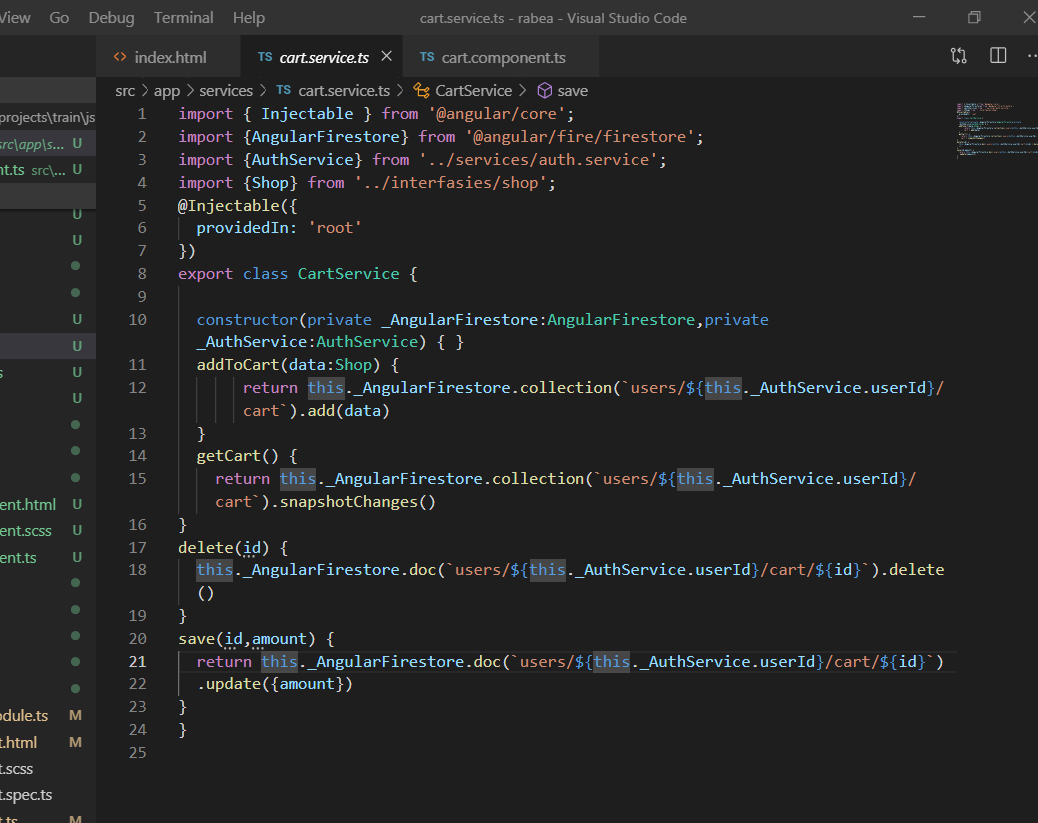 View Go Debug Terminal Help cart.service.ts - rabea - Visual Studio Code
index.html TS cart.service.ts TS cart.component.ts
src > app > services > TS cart.service.ts > CartService > save
projects\train\js
src\app\s... U
nt.ts src\... U
U
U
U
U
s U
U
ent.html U
ent.scss U
ent.ts U
odule.ts M
t.html M
t.scss
t.spec.ts
t.ts M
1 import { Injectable } from '@angular/core';
2 import {AngularFirestore} from '@angular/fire/firestore';
3 import {AuthService} from '../services/auth.service';
4 import {Shop} from '../interfasies/shop';
5 @Injectable({
6 providedIn: 'root'
7 })
8 export class CartService {
9
10 constructor(private _AngularFirestore:AngularFirestore,private
_AuthService:AuthService) { }
11 addToCart(data:Shop) {
12 return this._AngularFirestore.collection(`users/${this._AuthService.userId}/
cart`).add(data)
13 }
14 getCart() {
15 return this._AngularFirestore.collection(`users/${this._AuthService.userId}/
cart`).snapshotChanges()
16 }
17 delete(id) {
18 this._AngularFirestore.doc(`users/${this._AuthService.userId}/cart/${id}`).delete
()
19 }
20 save(id,amount) {
21 return this._AngularFirestore.doc(`users/${this._AuthService.userId}/cart/${id}`)
22 .update({amount})
23 }
24 }
25